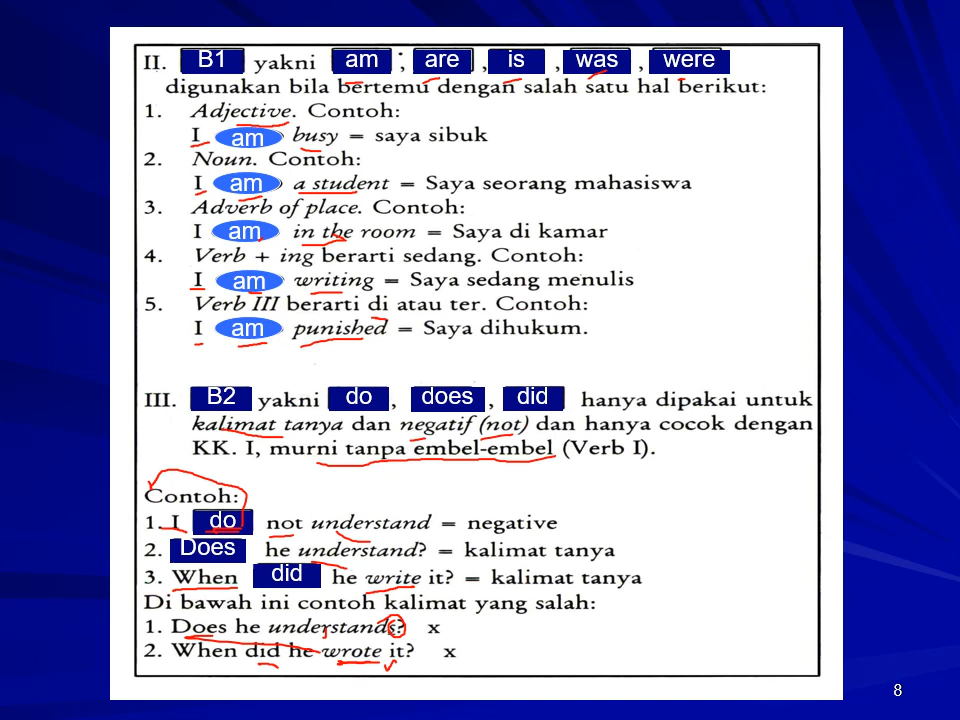 II. B1 yakni am, are, is, was, were
digunakan bila bertemu dengan salah satu hal berikut:
1. Adjective. Contoh:
I am busy = saya sibuk
2. Noun. Contoh:
I am a student = Saya seorang mahasiswa
3. Adverb of place. Contoh:
I am in the room = Saya di kamar
4. Verb + ing berarti sedang. Contoh:
I am writing = Saya sedang menulis
5. Verb III berarti di atau ter. Contoh:
I am punished = Saya dihukum.
III. B2 yakni do, does, did hanya dipakai untuk
kalimat tanya dan negatif (not) dan hanya cocok dengan
KK. I, murni tanpa embel-embel (Verb I).
Contoh:
1. I do not understand = negative
2. Does he understand? = kalimat tanya
3. When did he write it? = kalimat tanya
Di bawah ini contoh kalimat yang salah:
1. Does he understands? x
2. When did he wrote it? x
8